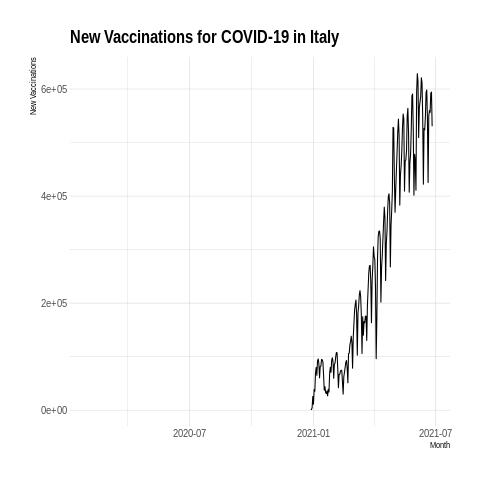 New Vaccinations for COVID-19 in Italy
New Vaccinations
6e+05
4e+05
2e+05
0e+00
2020-07
2021-01
2021-07
Month